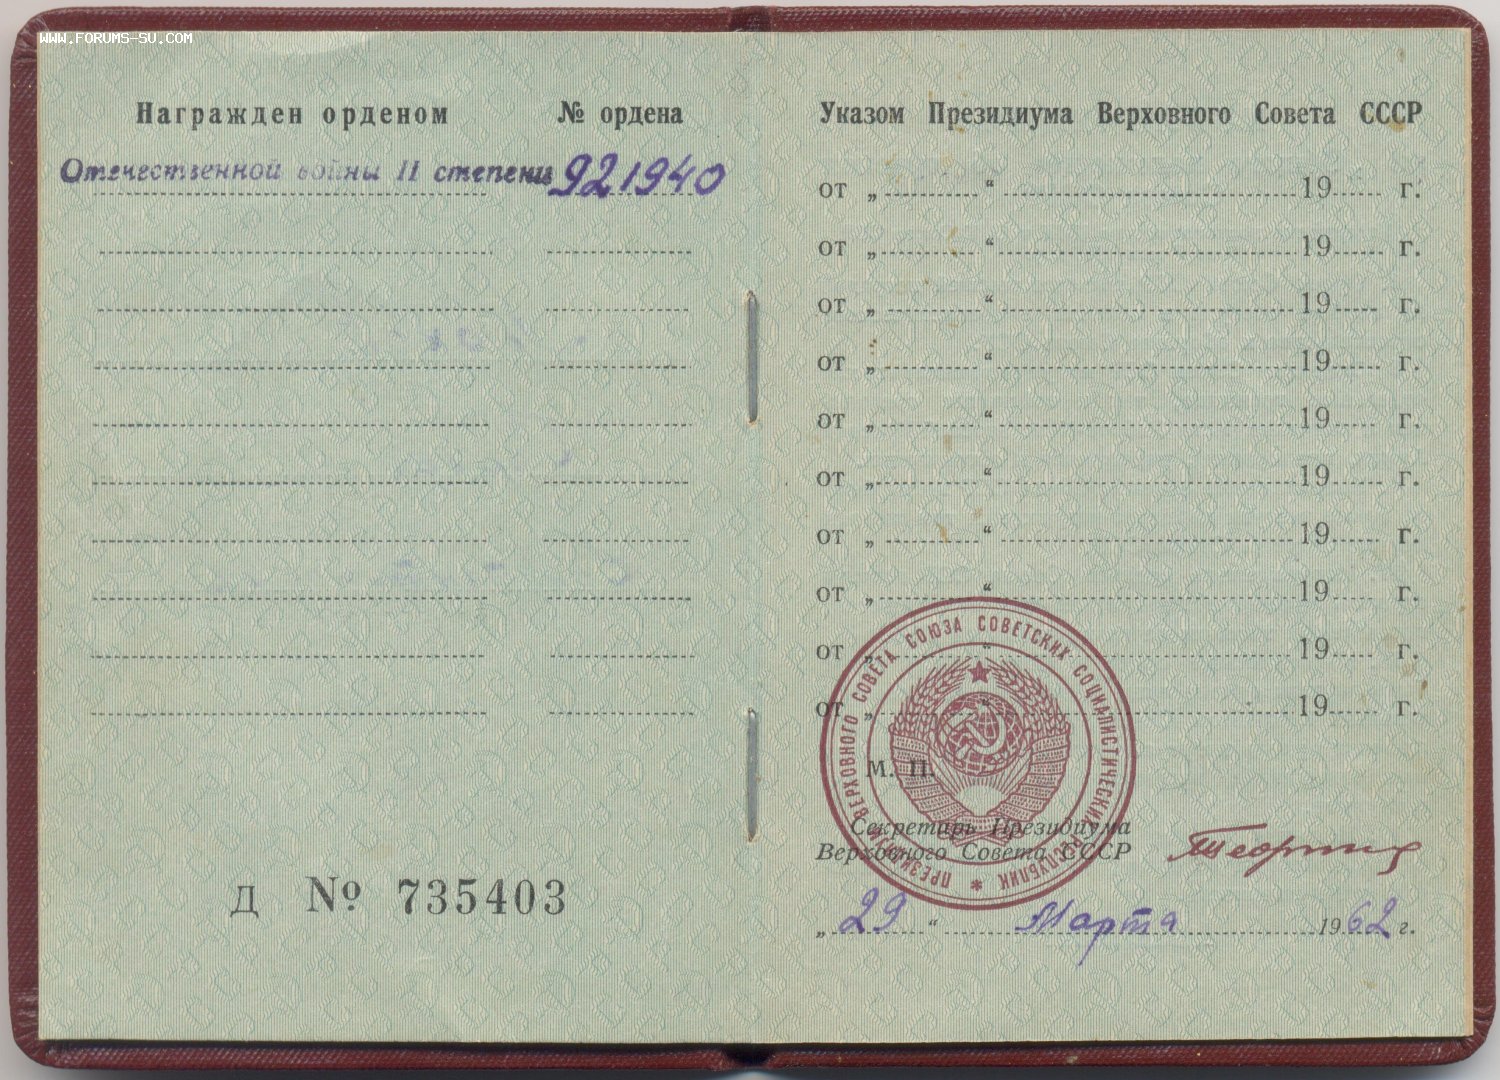 WWW.FORUMS-SU.COM
Награжден орденом № ордена
Отечественной войны II степени 921940
Д № 735403
Указом Президиума Верховного Совета СССР
от „ “ 19 г.
от „ “ 19 г.
от „ “ 19 г.
от „ “ 19 г.
от „ “ 19 г.
от „ “ 19 г.
от „ “ 19 г.
от „ “ 19 г.
от „ “ 19 г.
от „ “ 19 г.
ПРЕЗИДИУМ ВЕРХОВНОГО СОВЕТА СОЮЗА СОВЕТСКИХ СОЦИАЛИСТИЧЕСКИХ РЕСПУБЛИК
М. П.
Секретарь Президиума
Верховного Совета СССР
„ 29 “ Марта 1962 г.